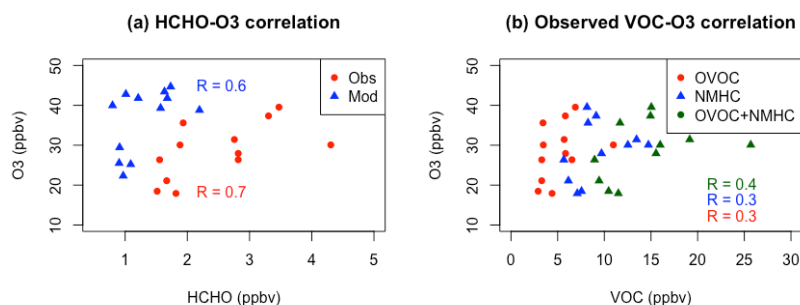 (a) HCHO-O3 correlation
O3 (ppbv)
50
40
30
20
10
R = 0.6
R = 0.7
Obs
Mod
1 2 3 4 5
HCHO (ppbv)
(b) Observed VOC-O3 correlation
O3 (ppbv)
50
40
30
20
10
OVOC
NMHC
OVOC+NMHC
R = 0.4
R = 0.3
R = 0.3
0 5 10 15 20 25 30
VOC (ppbv)